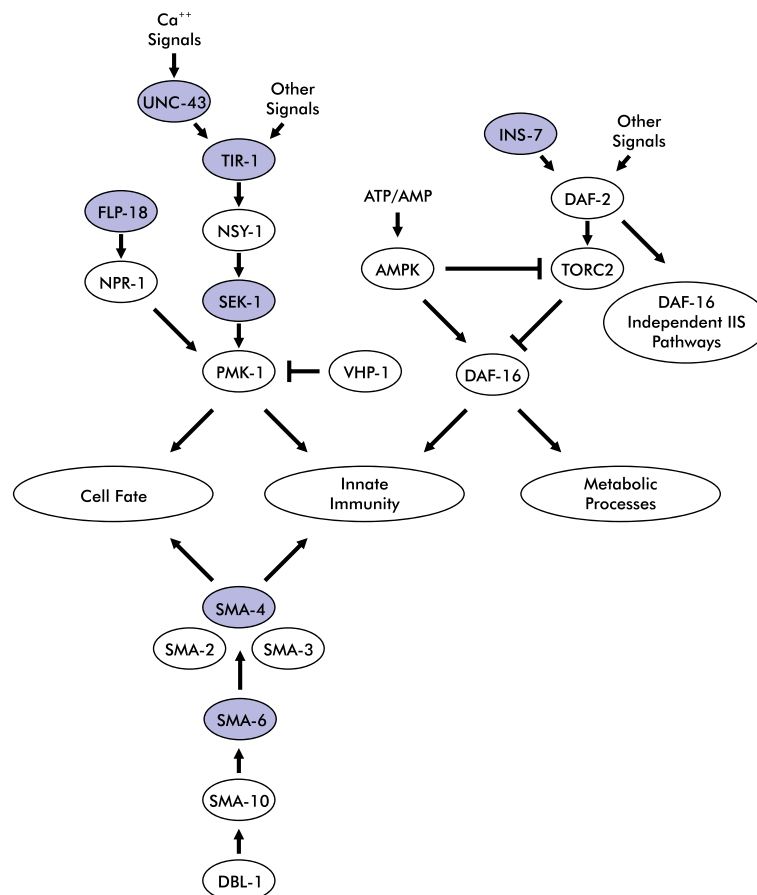 Ca++
Signals
UNC-43
Other
Signals
TIR-1
INS-7
Other
Signals
FLP-18
NSY-1
ATP/AMP
DAF-2
NPR-1
SEK-1
AMPK
TORC2
DAF-16
Independent IIS
Pathways
PMK-1
VHP-1
DAF-16
Cell Fate
Innate
Immunity
Metabolic
Processes
SMA-4
SMA-2
SMA-3
SMA-6
SMA-10
DBL-1